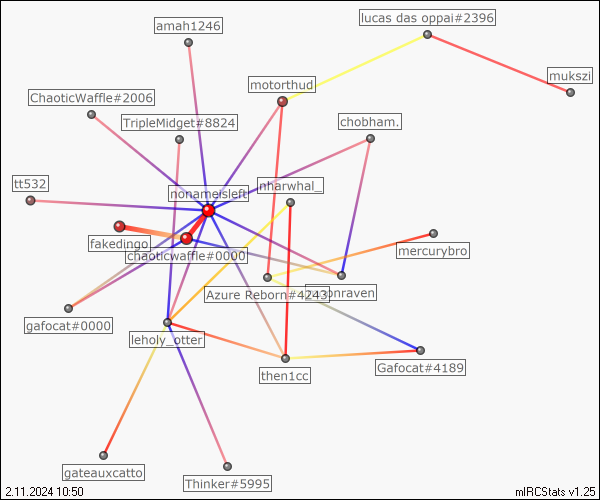 amah1246
lucas das oppai#2396
motorthud
mukszi
ChaoticWaffle#2006
TripleMidget#8824
chobham.
tt532
nonameisleft
nharwhal_
fakedingo
chaoticwaffle#0000
mercurybro
Azure Reborn#4243
onraven
gafocat#0000
leholy_otter
then1cc
Gafocat#4189
gateauxcatto
Thinker#5995
2.11.2024 10:50
mIRCStats v1.25